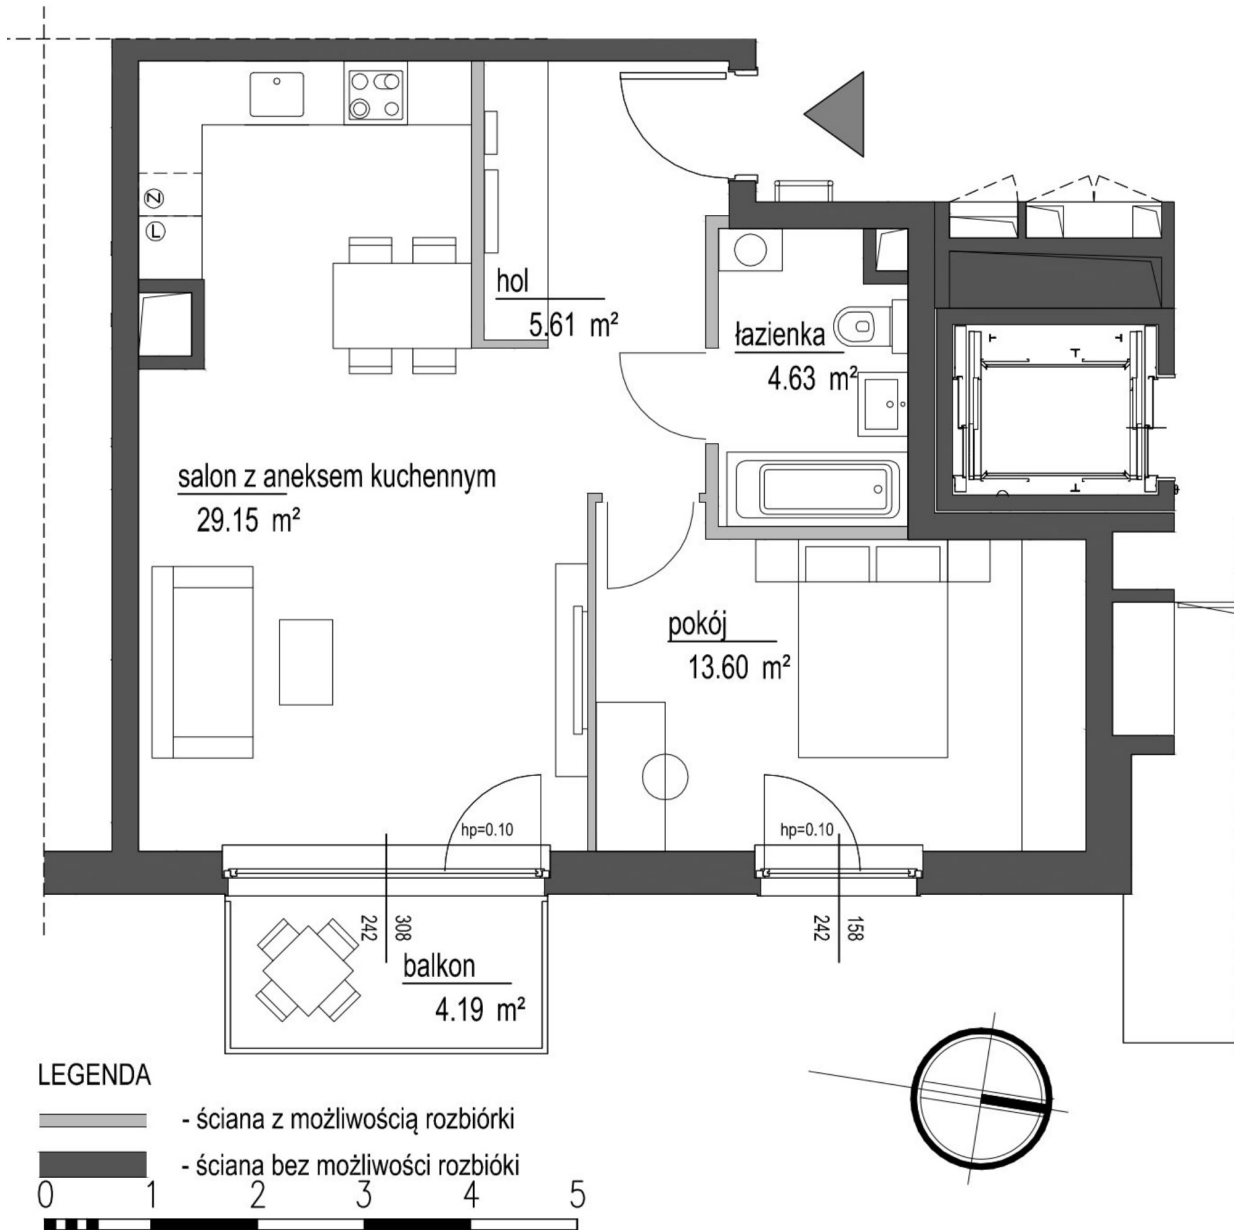 Z
L
hol
5.61 m²
łazienka
4.63 m²
salon z aneksem kuchennym
29.15 m²
pokój
13.60 m²
hp=0.10
hp=0.10
308
242
158
242
balkon
4.19 m²
LEGENDA
- ściana z możliwością rozbiórki
- ściana bez możliwości rozbióki
0 1 2 3 4 5